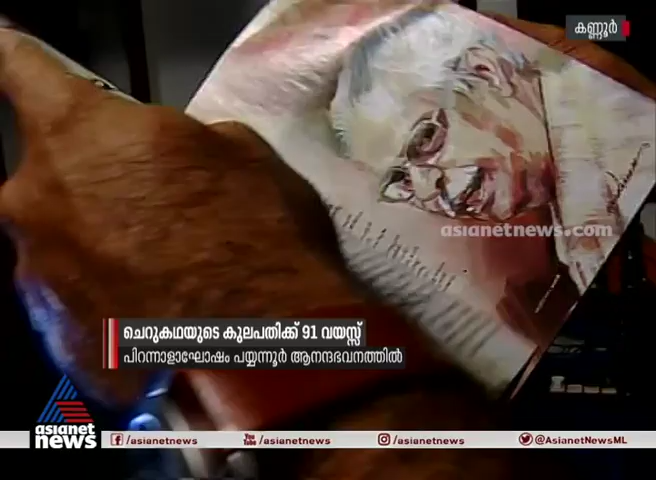 കണ്ണൂർ
asianetnews.com
ചെറുകഥയുടെ കുലപതിക്ക് 91 വയസ്സ്
പിറന്നാളാഘോഷം പയ്യന്നൂർ ആനന്ദഭവനത്തിൽ
asianet
news
/asianetnews
/asianetnews
/asianetnews
@AsianetNewsML